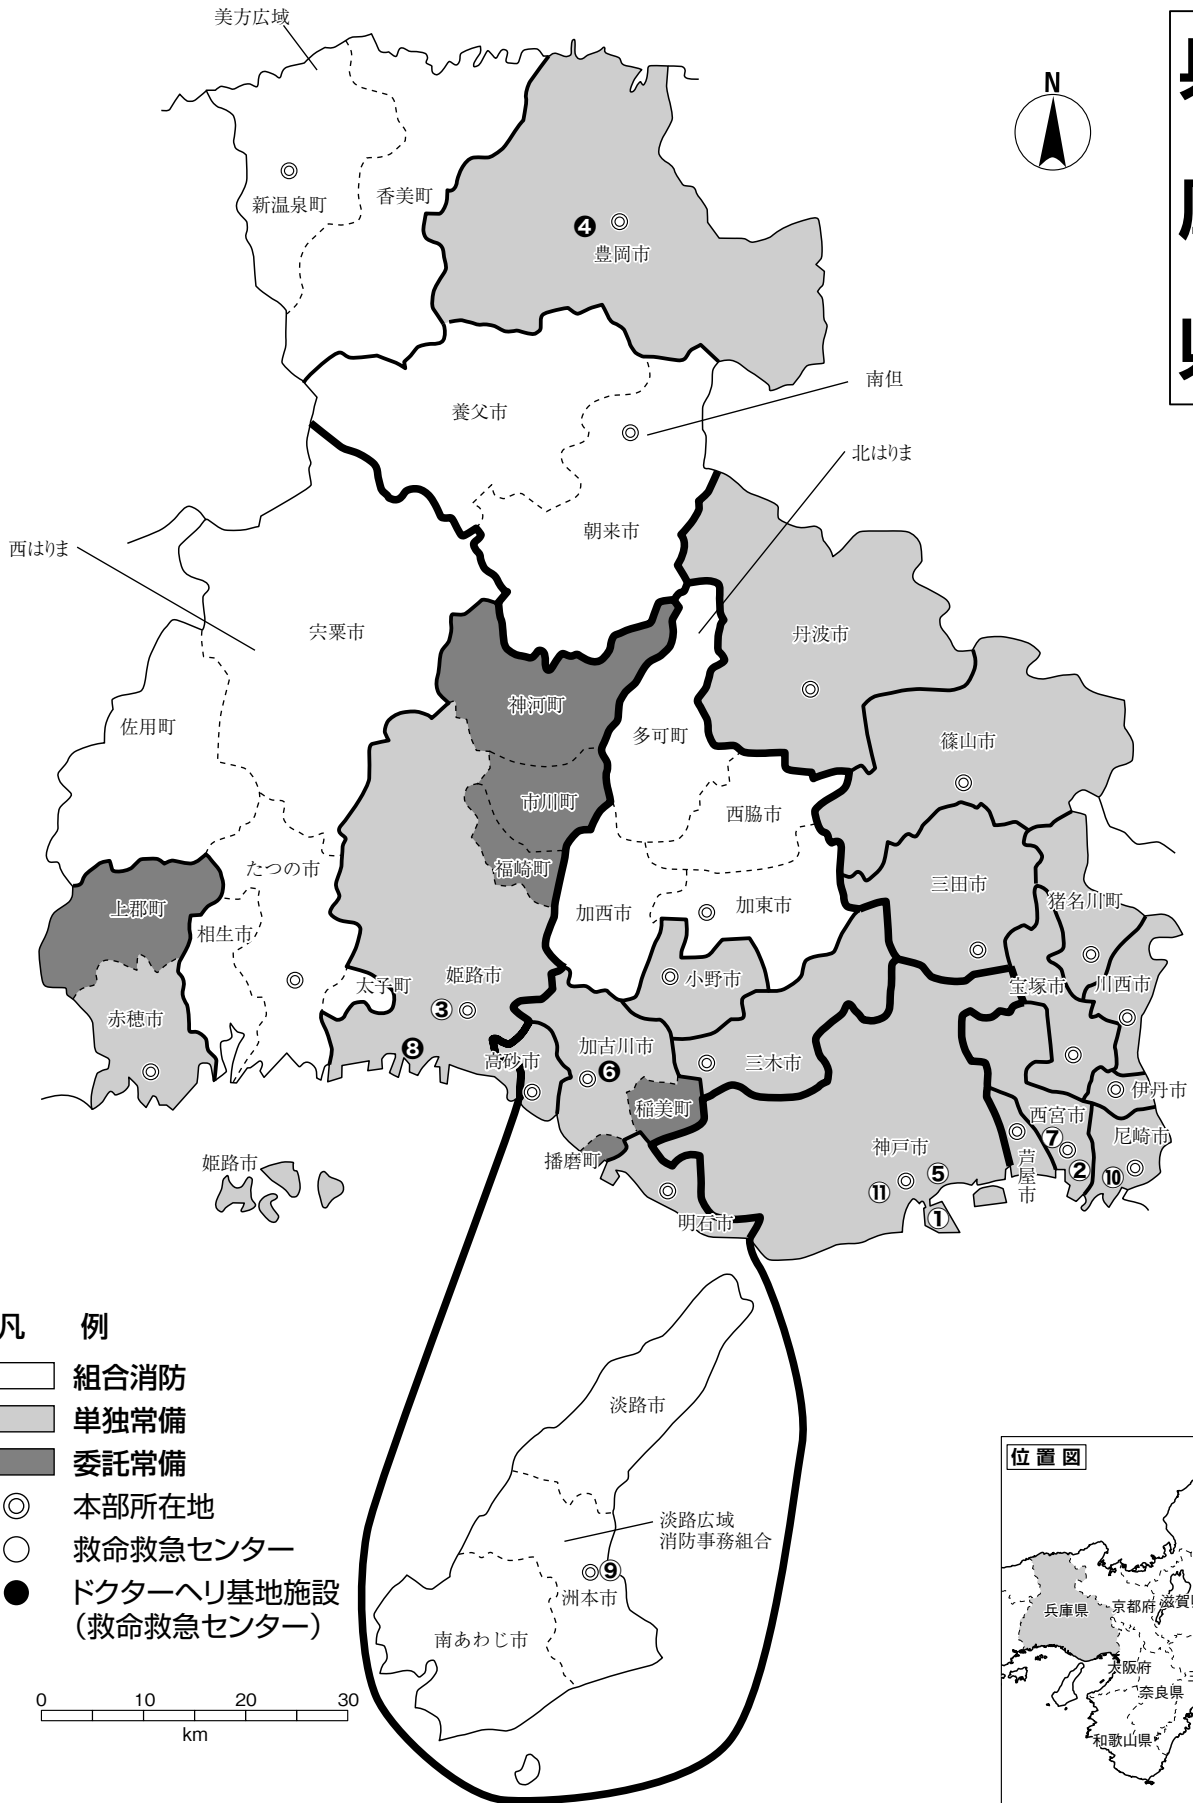 美方広域
N
新温泉町
香美町
④
豊岡市
南但
養父市
北はりま
朝来市
西はりま
宍粟市
丹波市
神河町
佐用町
多可町
篠山市
市川町
西脇市
たつの市
福崎町
三田市
上郡町
加西市
加東市
猪名川町
相生市
太子町
姫路市
小野市
宝塚市
川西市
③
赤穂市
⑧
高砂市
加古川市
⑥
三木市
伊丹市
稲美町
西宮市
⑦
尼崎市
神戸市
播磨町
芦屋市
②
⑩
⑤
⑪
姫路市
明石市
①
凡 例
組合消防
単独常備
委託常備
本部所在地
救命救急センター
ドクターヘリ基地施設
(救命救急センター)
淡路市
淡路広域
消防事務組合
⑨
洲本市
南あわじ市
0 10 20 30
km
位置図
兵庫県
京都府
大阪府
奈良県
和歌山県